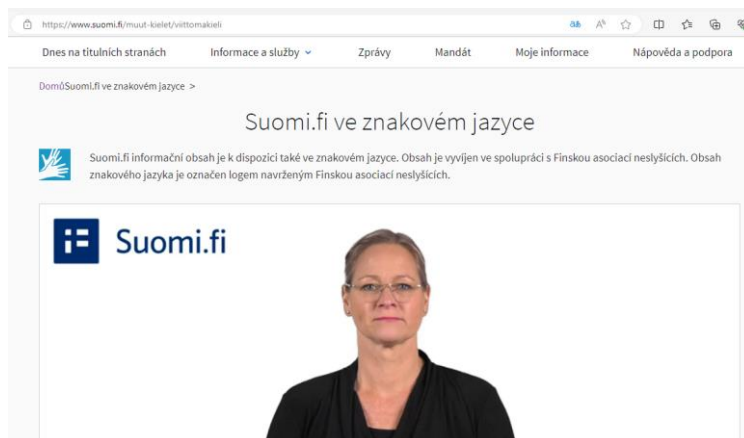 https://www.suomi.fi/muut-kielet/viittomakieli
Dnes na titulních stranách Informace a služby Zprávy Mandát Moje informace Nápověda a podpora
DomůSuomi.fi ve znakovém jazyce >
Suomi.fi ve znakovém jazyce
Suomi.fi informační obsah je k dispozici také ve znakovém jazyce. Obsah je vyvíjen ve spolupráci s Finskou asociací neslyšících. Obsah
znakového jazyka je označen logem navrženým Finskou asociací neslyšících.
Suomi.fi